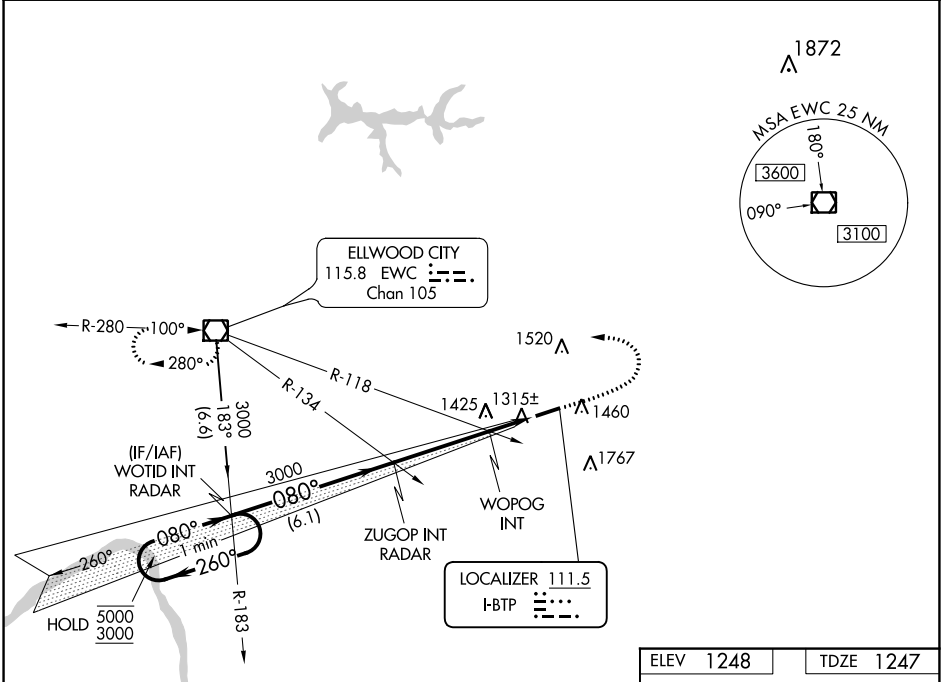 1872
MSA EWC 25 NM
180°
3600
090°
3100
ELLWOOD CITY
115.8 EWC
Chan 105
R-280
100°
280°
R-118
R-134
1520
1425
1315±
1460
1767
3000
183°
(6.6)
(IF/IAF)
WOTID INT
RADAR
3000
080°
(6.1)
080°
1 min
260°
260°
ZUGOP INT
RADAR
WOPOG
INT
HOLD 5000
3000
R-183
LOCALIZER 111.5
I-BTP
ELEV 1248
TDZE 1247